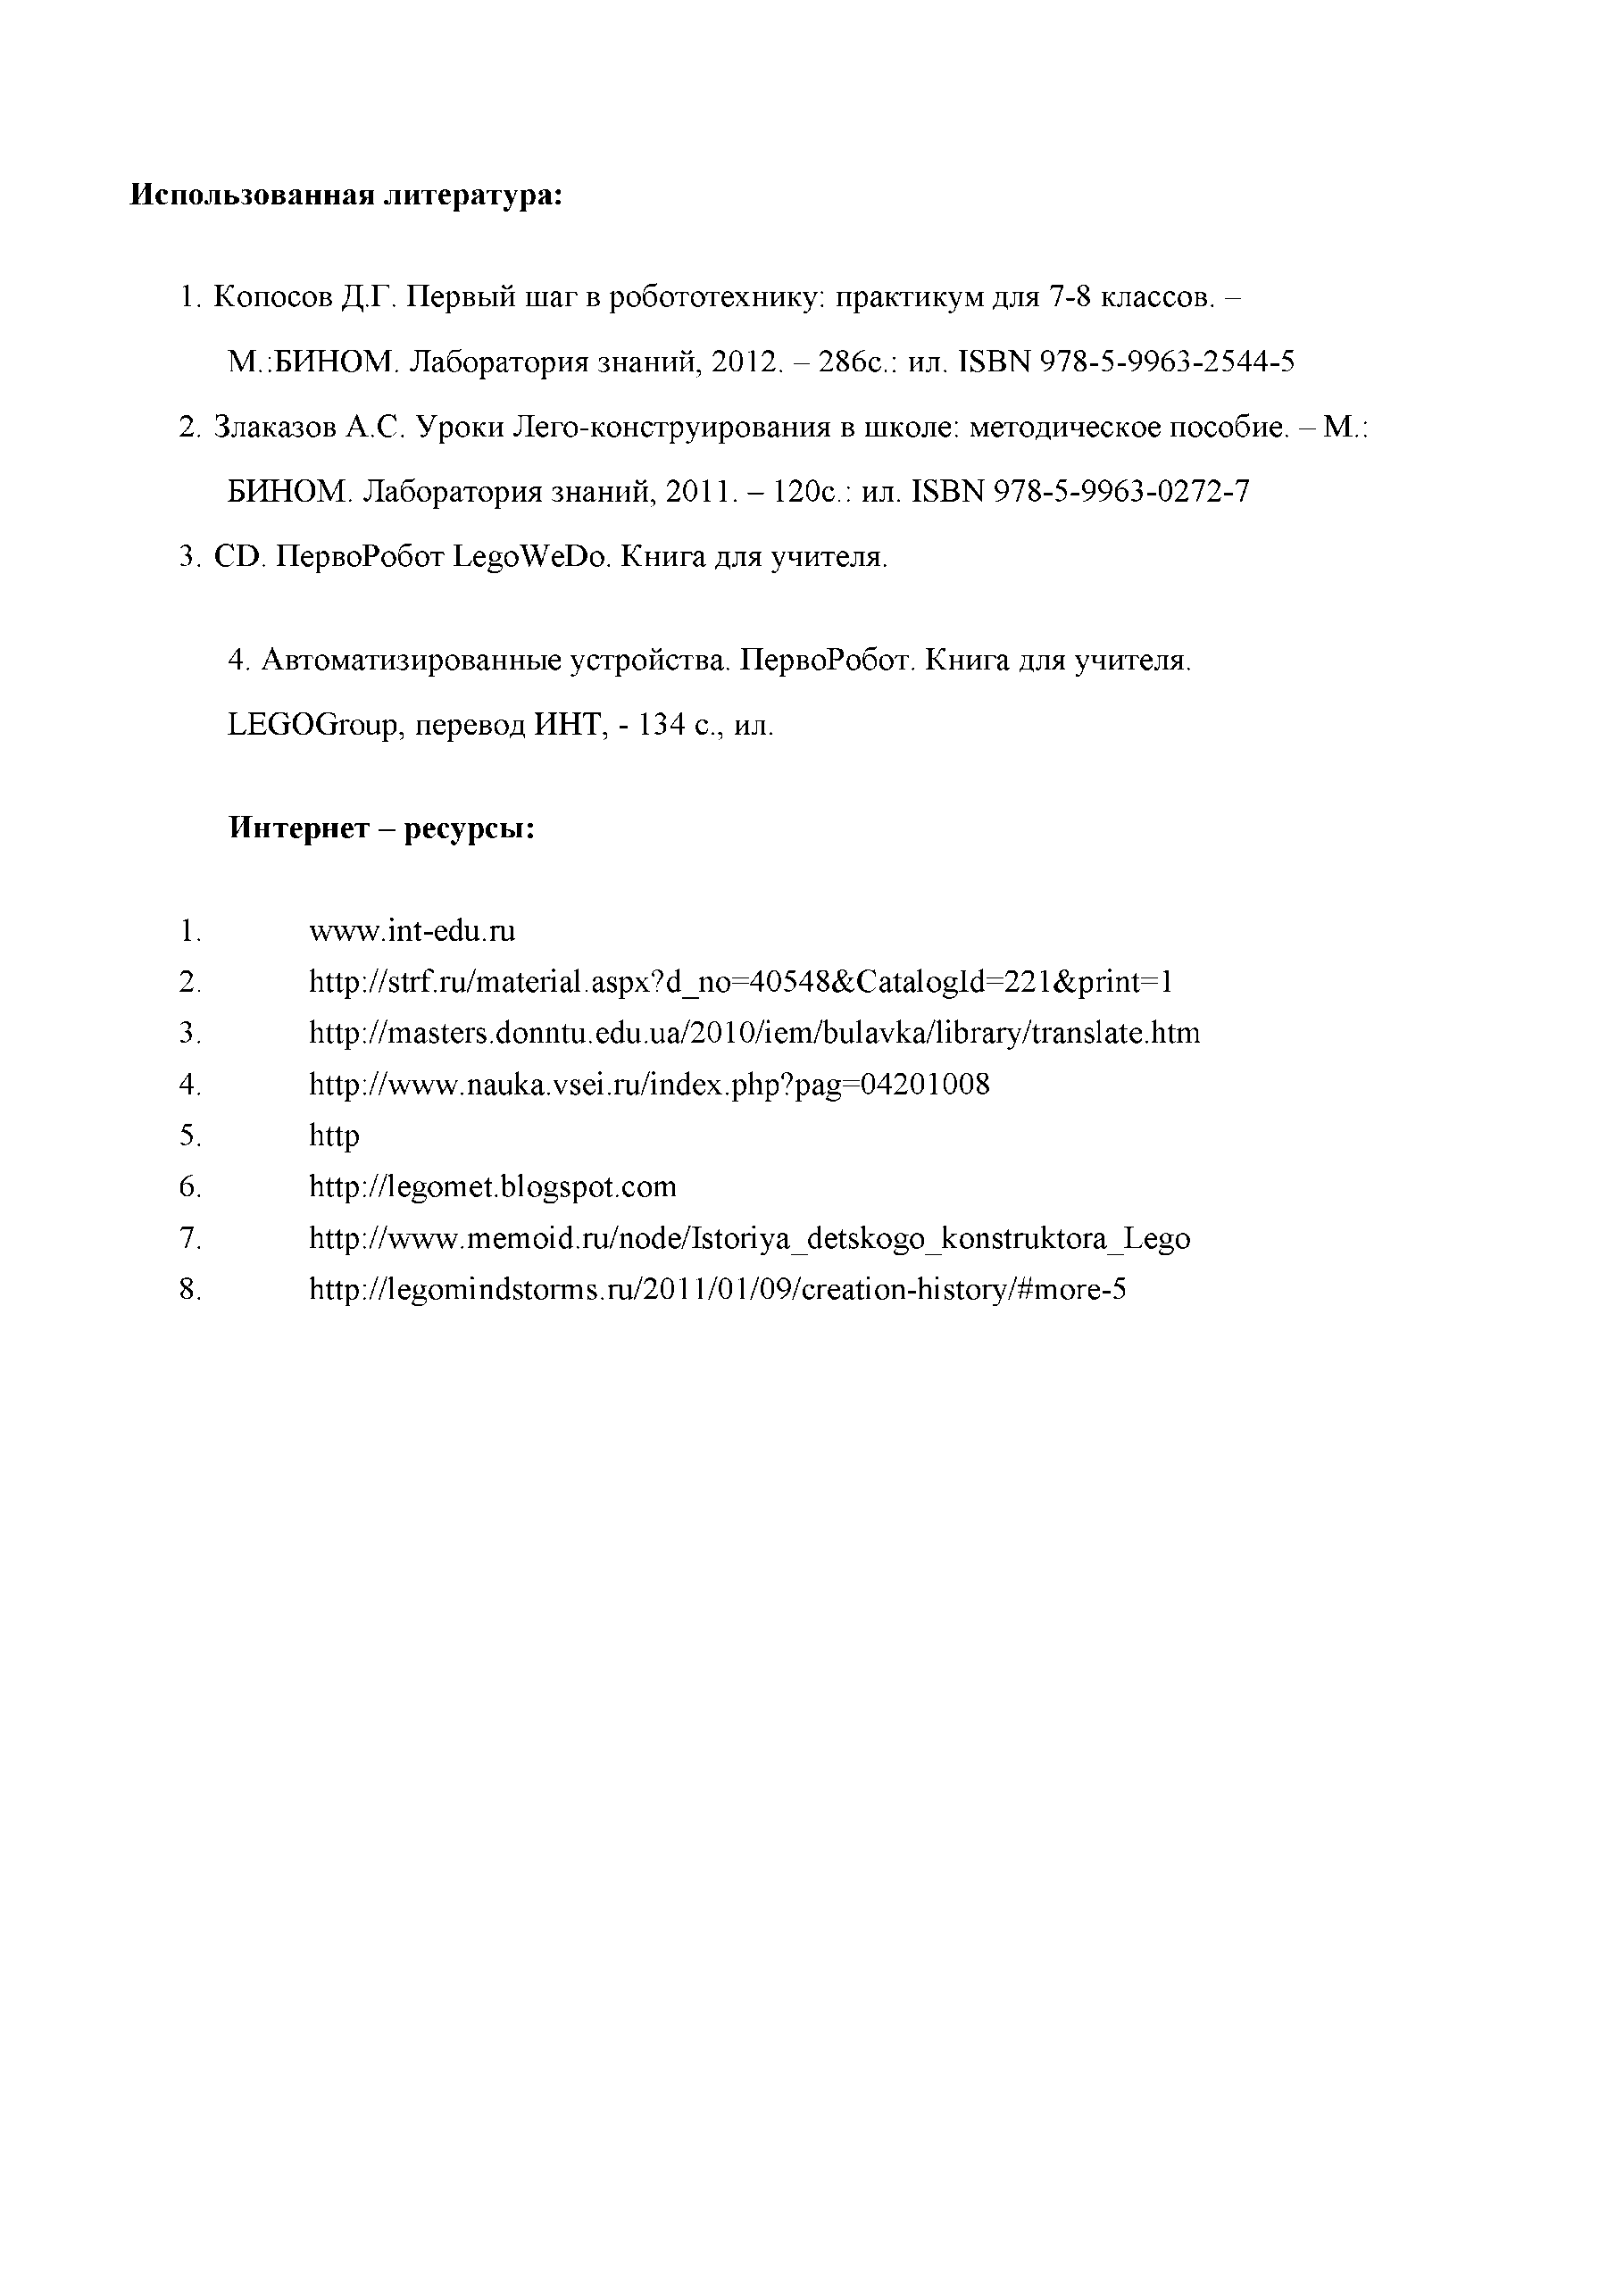 Использованная литература:
1. Копосов Д.Г. Первый шаг в робототехнику: практикум для 7-8 классов. –
М.:БИНОМ. Лаборатория знаний, 2012. – 286с.: ил. ISBN 978-5-9963-2544-5
2. Злаказов А.С. Уроки Лего-конструирования в школе: методическое пособие. – М.:
БИНОМ. Лаборатория знаний, 2011. – 120с.: ил. ISBN 978-5-9963-0272-7
3. CD. ПервоРобот LegoWeDo. Книга для учителя.
4. Автоматизированные устройства. ПервоРобот. Книга для учителя.
LEGOGroup, перевод ИНТ, - 134 с., ил.
Интернет – ресурсы:
1. www.int-edu.ru
2. http://strf.ru/material.aspx?d_no=40548&CatalogId=221&print=1
3. http://masters.donntu.edu.ua/2010/iem/bulavka/library/translate.htm
4. http://www.nauka.vsei.ru/index.php?pag=04201008
5. http
6. http://legomet.blogspot.com
7. http://www.memoid.ru/node/Istoriya_detskogo_konstruktora_Lego
8. http://legomindstorms.ru/2011/01/09/creation-history/#more-5